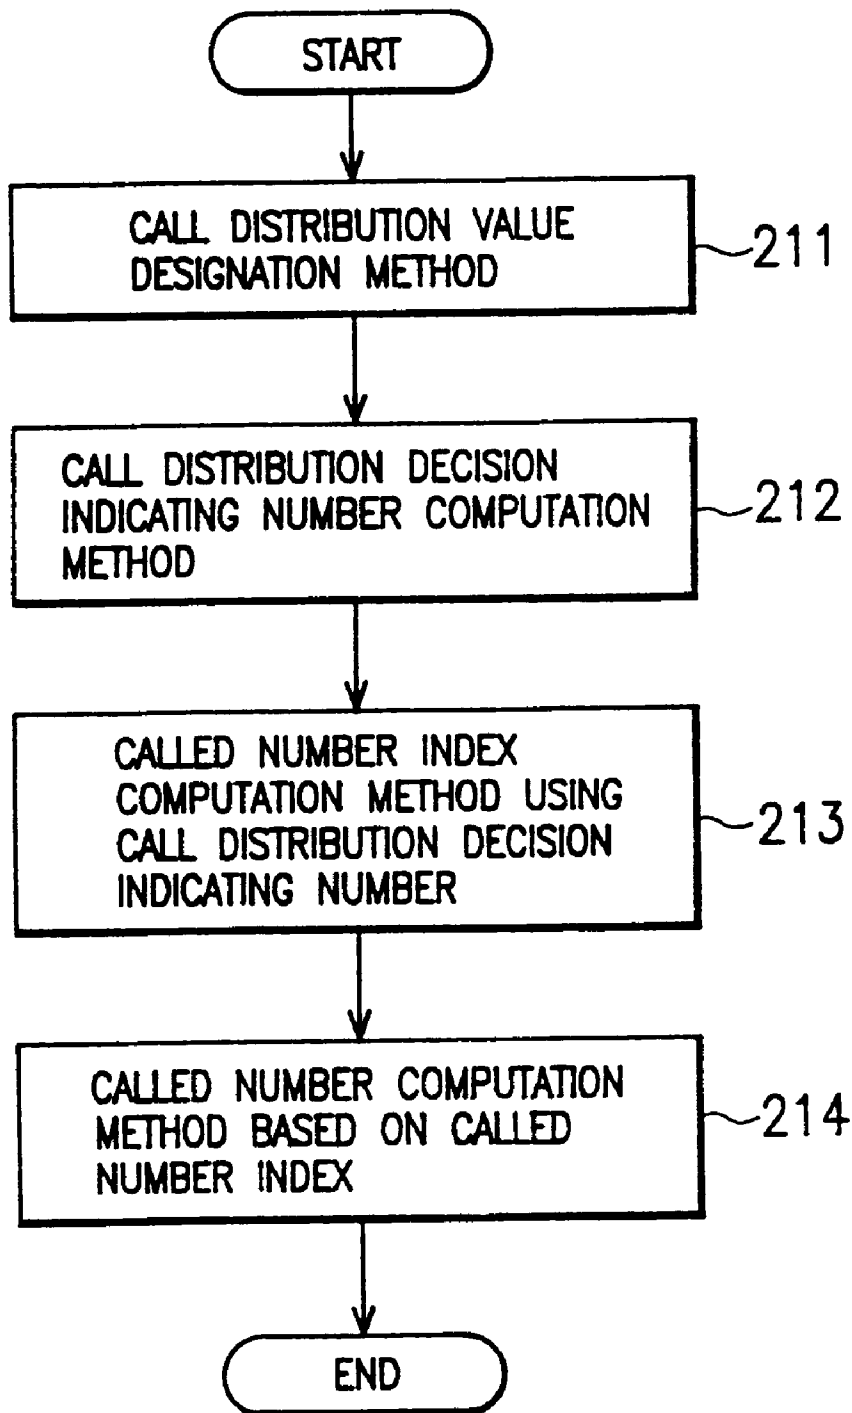 START
CALL DISTRIBUTION VALUE
DESIGNATION METHOD
211
CALL DISTRIBUTION DECISION
INDICATING NUMBER COMPUTATION
METHOD
212
CALLED NUMBER INDEX
COMPUTATION METHOD USING
CALL DISTRIBUTION DECISION
INDICATING NUMBER
213
CALLED NUMBER COMPUTATION
METHOD BASED ON CALLED
NUMBER INDEX
214
END